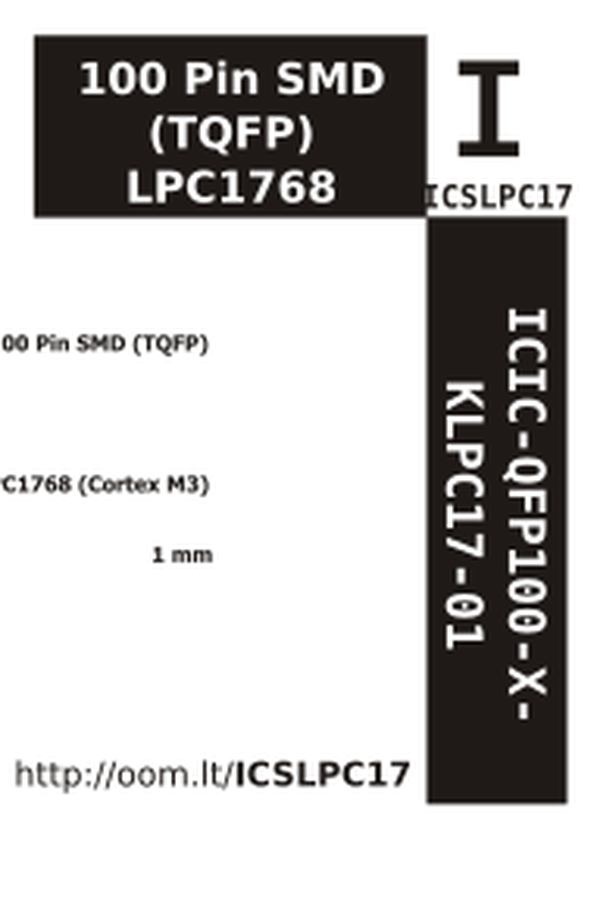 100 Pin SMD
(TQFP)
LPC1768
I
ICSLPC17
00 Pin SMD (TQFP)
C1768 (Cortex M3)
1 mm
ICIC-QFP100-X-
KLPC17-01
http://oom.lt/ICSLPC17